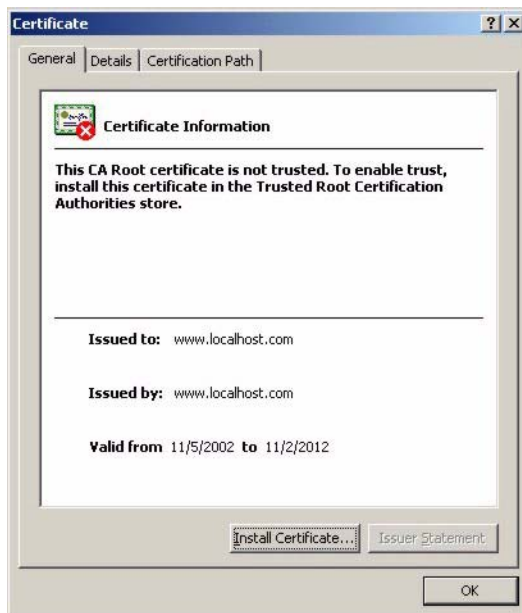 Certificate
General Details Certification Path
Certificate Information
This CA Root certificate is not trusted. To enable trust,
install this certificate in the Trusted Root Certification
Authorities store.
Issued to: www.localhost.com
Issued by: www.localhost.com
Valid from 11/5/2002 to 11/2/2012
Install Certificate... Issuer Statement
OK